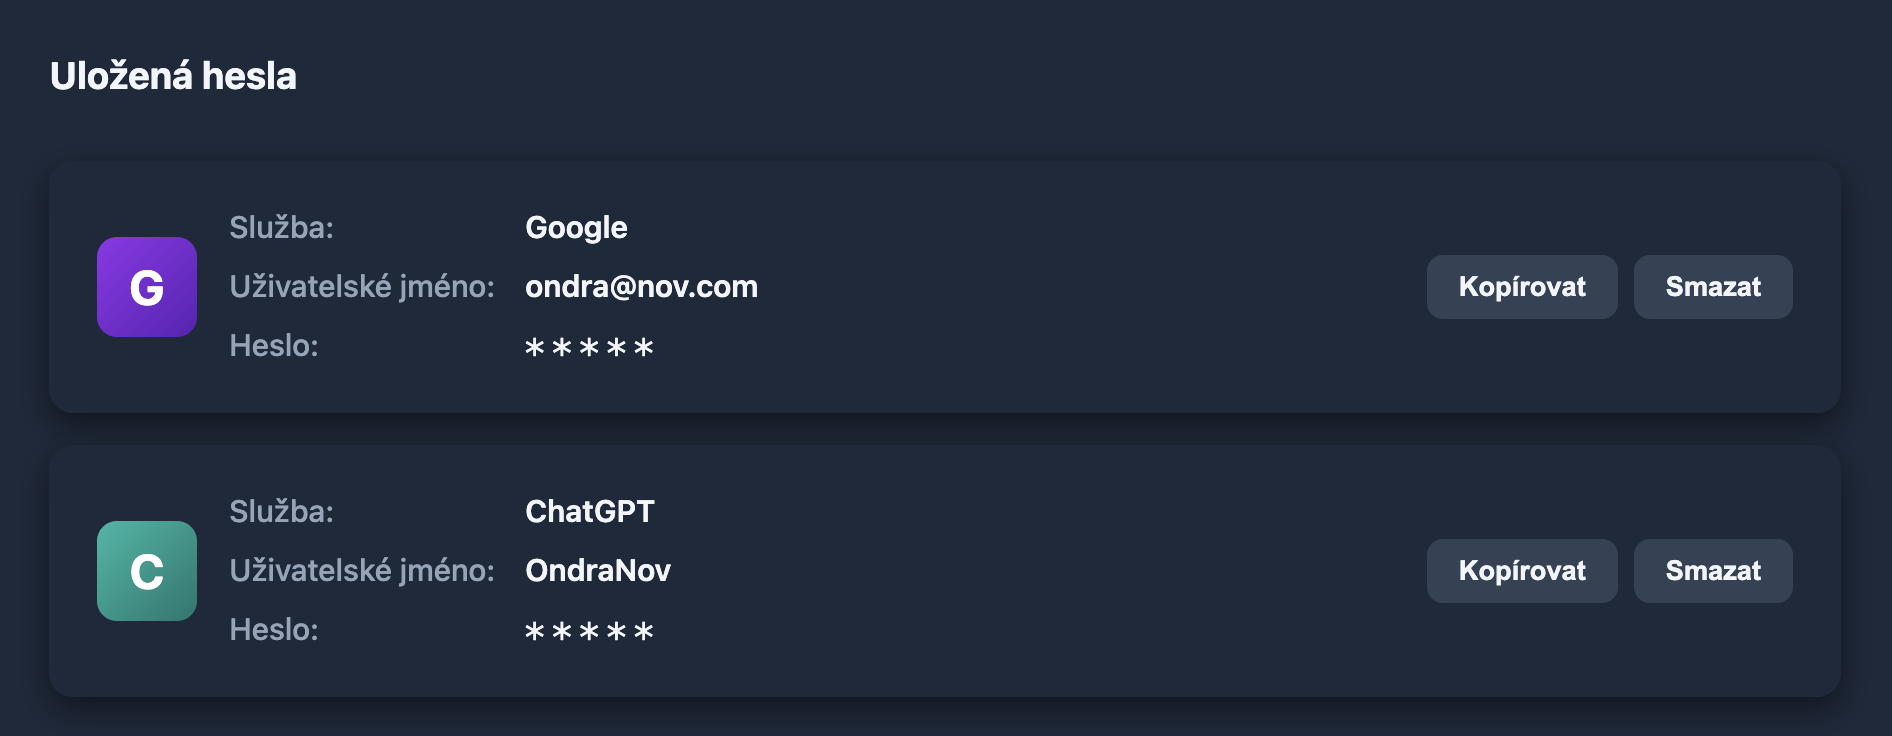 Uložená hesla
G
Služba: Google
Uživatelské jméno: ondra@nov.com
Heslo: *****
Kopírovat Smazat
C
Služba: ChatGPT
Uživatelské jméno: OndraNov
Heslo: *****
Kopírovat Smazat